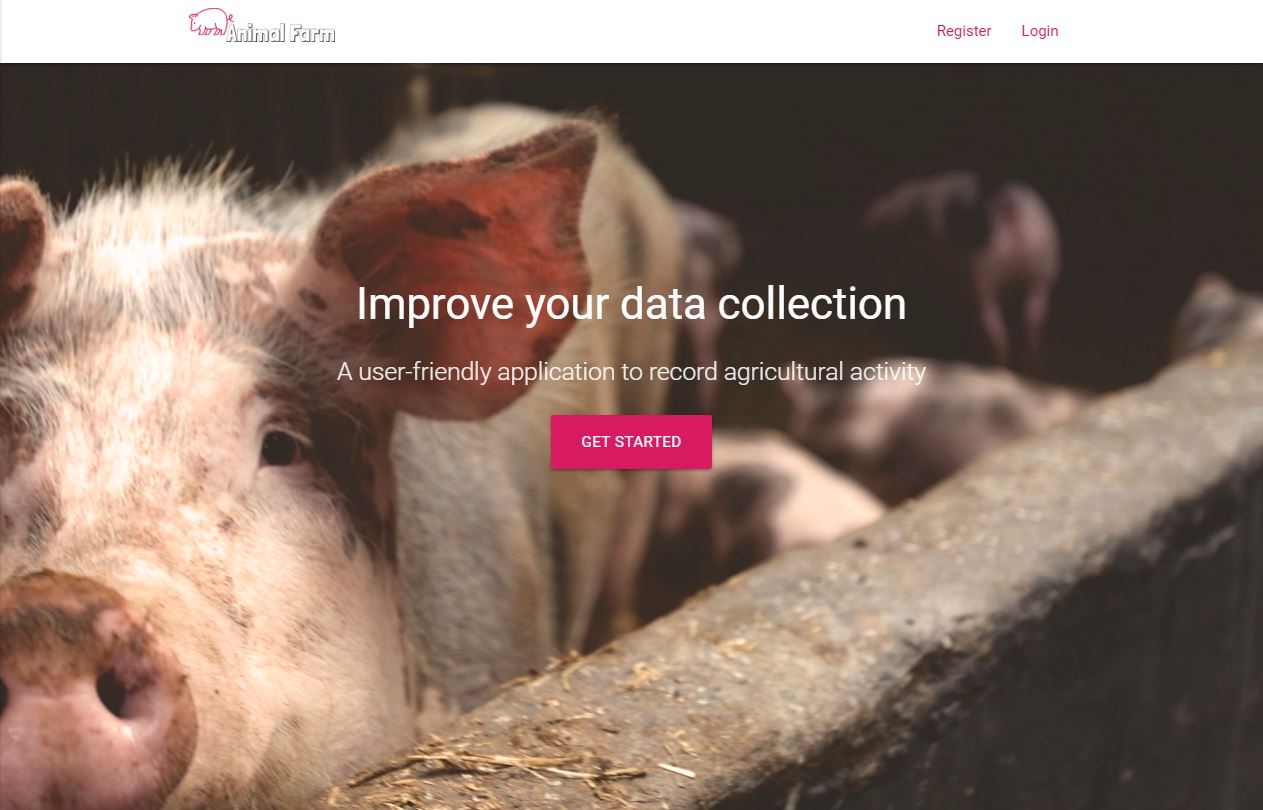 Animal Farm
Register
Login
Improve your data collection
A user-friendly application to record agricultural activity
GET STARTED